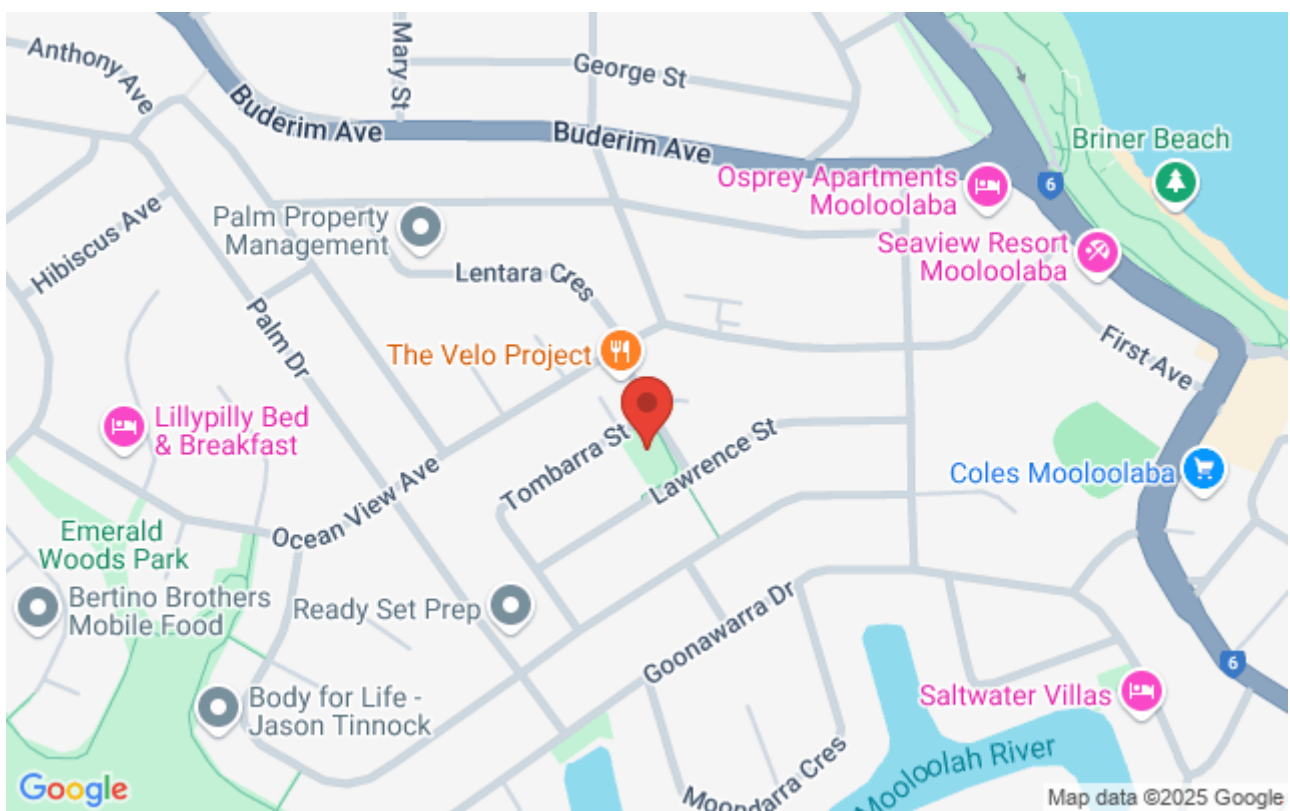 Anthony Ave
Mary St
George St
Buderim Ave
Buderim Ave
Briner Beach
Osprey Apartments
Mooloolaba
6
Hibiscus Ave
Palm Property
Management
Seaview Resort
Mooloolaba
Lentara Cres
Palm Dr
The Velo Project
First Ave
Lillypilly Bed
& Breakfast
Tombarra St
Lawrence St
Coles Mooloolaba
Ocean View Ave
Emerald
Woods Park
Bertino Brothers
Mobile Food
Ready Set Prep
Goonawarra Dr
6
Body for Life -
Jason Tinnock
Saltwater Villas
Moondarra Cres
Mooloolah River
Google
Map data ©2025 Google